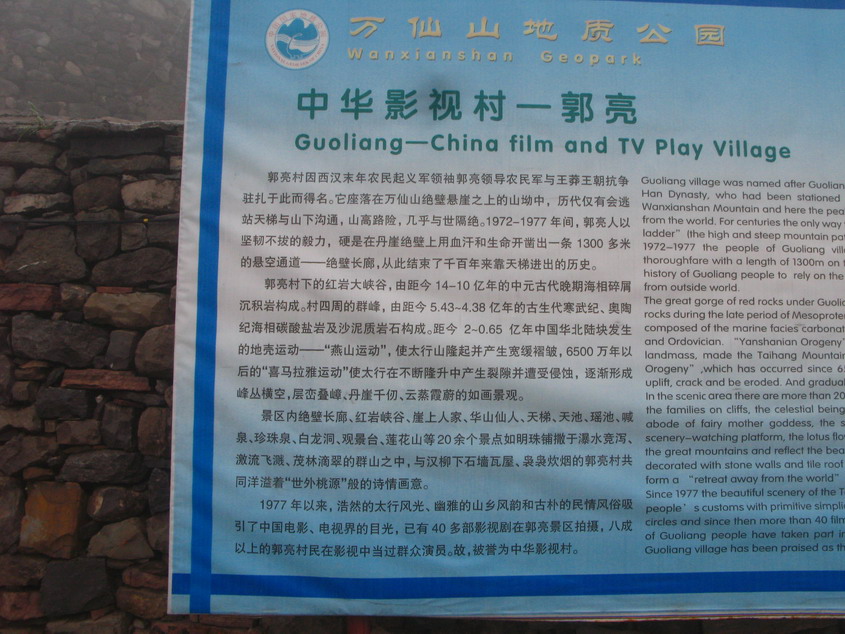 万仙山地质公园
Wanxianshan Geopark
中华影视村—郭亮
Guoliang—China film and TV Play Village
郭亮村因西汉末年农民起义军领袖郭亮领导农民军与王莽王朝抗争
驻扎于此而得名。它座落在万仙山绝壁悬崖之上的山坳中，历代仅有会逃
站天梯与山下沟通，山高路险，几乎与世隔绝。1972-1977 年间，郭亮人以
坚韧不拔的毅力，硬是在丹崖绝壁上用血汗和生命开凿出一条 1300 多米
的悬空通道——绝壁长廊，从此结束了千百年来靠天梯进出的历史。
郭亮村下的红岩大峡谷，由距今 14-10 亿年的中元古代晚期海相碎屑
沉积岩构成。村四周的群峰，由距今 5.43~4.38 亿年的古生代寒武纪、奥陶
纪海相碳酸盐岩及沙泥质岩石构成。距今 2~0.65 亿年中国华北陆块发生
的地壳运动——“燕山运动”，使太行山隆起并产生宽缓褶皱，6500 万年以
后的“喜马拉雅运动”使太行在不断隆升中产生裂隙并遭受侵蚀，逐渐形成
峰丛横空，层峦叠嶂、丹崖千仞、云蒸霞蔚的如画景观。
景区内绝壁长廊、红岩峡谷、崖上人家、华山仙人、天梯、天池、瑶池、喊
泉、珍珠泉、白龙洞、观景台、莲花山等20余个景点如明珠铺撒于瀑水竞泻、
激流飞溅、茂林滴翠的群山之中，与汉柳下石墙瓦屋、袅袅炊烟的郭亮村共
同洋溢着“世外桃源”般的诗情画意。
1977 年以来，浩然的太行风光、幽雅的山乡风韵和古朴的民情风俗吸
引了中国电影、电视界的目光，已有 40 多部影视剧在郭亮景区拍摄，八成
以上的郭亮村民在影视中当过群众演员。故，被誉为中华影视村。
Guoliang village was named after Guolian
Han Dynasty, who had been stationed
Wanxianshan Mountain and here the pea
from the world. For centuries the only way
ladder” (the high and steep mountain pa
1972-1977 the people of Guoliang vill
thoroughfare with a length of 1300m on t
history of Guoliang people to rely on the
from outside world.
The great gorge of red rocks under Guolia
rocks during the late period of Mesoprote
composed of the marine facies carbonat
and Ordovician. “Yanshanian Orogeny”
landmass, made the Taihang Mountain
Orogeny” ,which has occurred since 6
uplift, crack and be eroded. And gradual
In the scenic area there are more than 20
the families on cliffs, the celestial being
abode of fairy mother goddess, the s
scenery-watching platform, the lotus flow
the great mountains and reflect the bea
decorated with stone walls and tile roof
form a “retreat away from the world”
Since 1977 the beautiful scenery of the T
people’s customs with primitive simplic
circles and since then more than 40 film
of Guoliang people have taken part in
Guoliang village has been praised as th